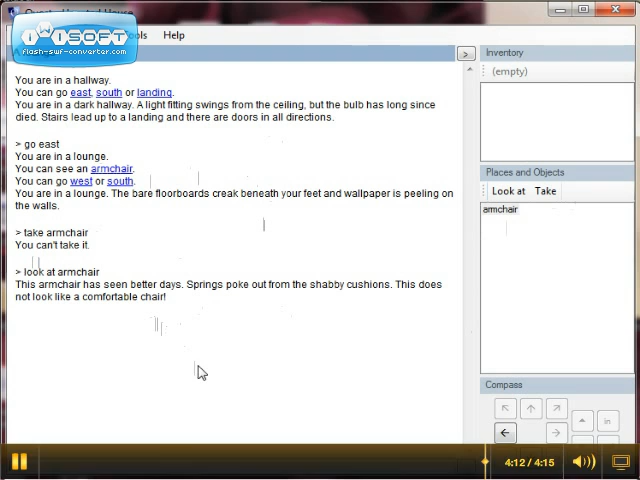 iWiSOFT
flash-swf-converter.com
Tools
Help
You are in a hallway.
You can go east, south or landing.
You are in a dark hallway. A light fitting swings from the ceiling, but the bulb has long since
died. Stairs lead up to a landing and there are doors in all directions.
> go east
You are in a lounge.
You can see an armchair.
You can go west or south.
You are in a lounge. The bare floorboards creak beneath your feet and wallpaper is peeling on
the walls.
> take armchair
You can't take it.
> look at armchair
This armchair has seen better days. Springs poke out from the shabby cushions. This does
not look like a comfortable chair!
>
Inventory
(empty)
Places and Objects
Look at Take
armchair
Compass
in
4:12 / 4:15